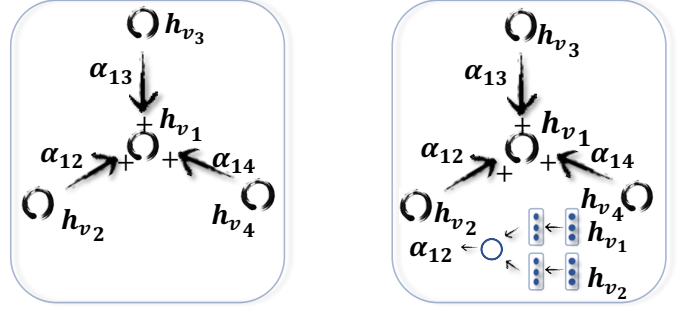 h_{v_3}
α_{13}
+ h_{v_1}
α_{12}
+ +
α_{14}
h_{v_2}
h_{v_4}
h_{v_3}
α_{13}
+ h_{v_1}
α_{12}
+ +
α_{14}
h_{v_2}
h_{v_4}
α_{12}
h_{v_1}
h_{v_2}